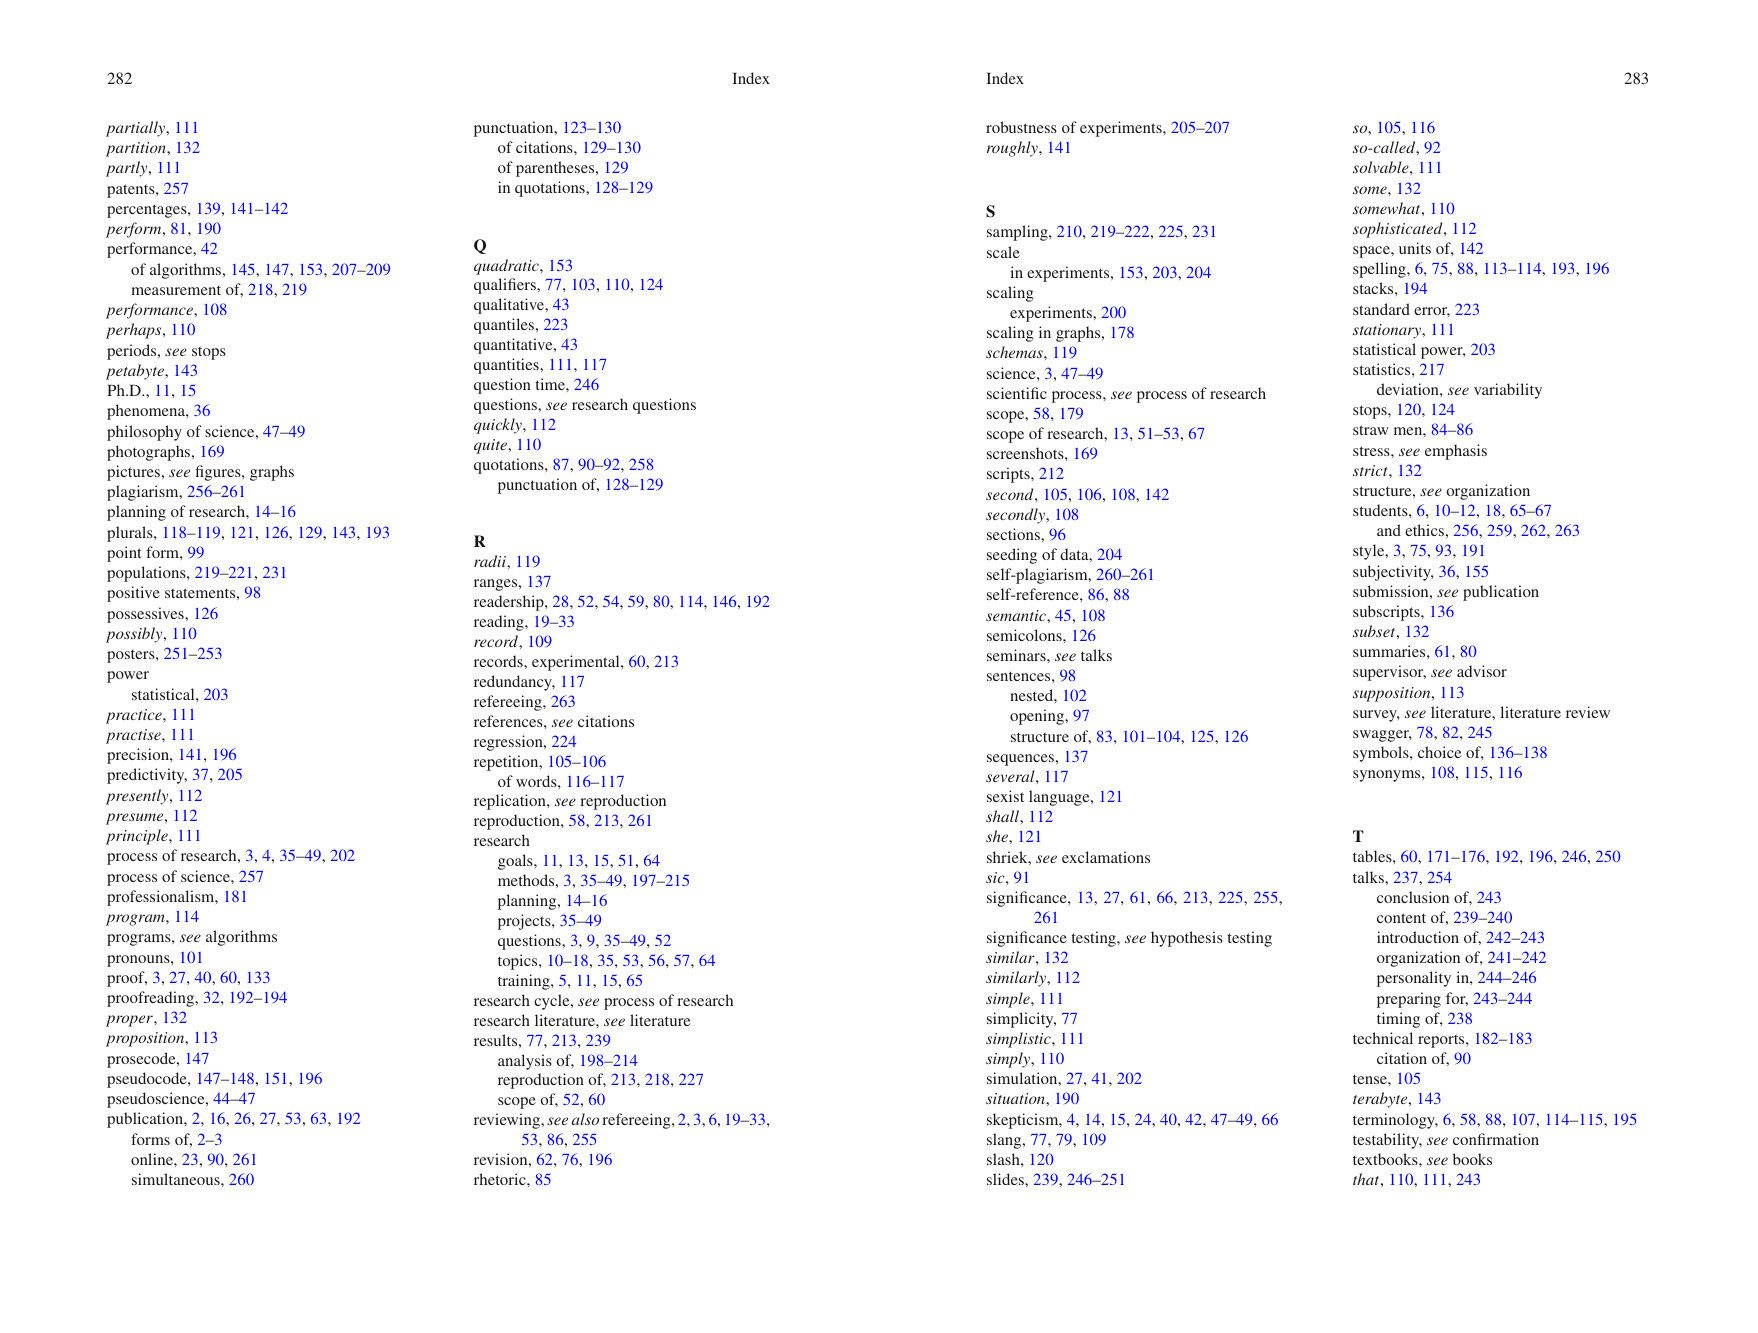 282
Index
partially, 111
partition, 132
partly, 111
patents, 257
percentages, 139, 141–142
perform, 81, 190
performance, 42
of algorithms, 145, 147, 153, 207–209
measurement of, 218, 219
performance, 108
perhaps, 110
periods, see stops
petabyte, 143
Ph.D., 11, 15
phenomena, 36
philosophy of science, 47–49
photographs, 169
pictures, see figures, graphs
plagiarism, 256–261
planning of research, 14–16
plurals, 118–119, 121, 126, 129, 143, 193
point form, 99
populations, 219–221, 231
positive statements, 98
possessives, 126
possibly, 110
posters, 251–253
power
statistical, 203
practice, 111
practise, 111
precision, 141, 196
predictivity, 37, 205
presently, 112
presume, 112
principle, 111
process of research, 3, 4, 35–49, 202
process of science, 257
professionalism, 181
program, 114
programs, see algorithms
pronouns, 101
proof, 3, 27, 40, 60, 133
proofreading, 32, 192–194
proper, 132
proposition, 113
prosecode, 147
pseudocode, 147–148, 151, 196
pseudoscience, 44–47
publication, 2, 16, 26, 27, 53, 63, 192
forms of, 2–3
online, 23, 90, 261
simultaneous, 260
punctuation, 123–130
of citations, 129–130
of parentheses, 129
in quotations, 128–129
Q
quadratic, 153
qualifiers, 77, 103, 110, 124
qualitative, 43
quantiles, 223
quantitative, 43
quantities, 111, 117
question time, 246
questions, see research questions
quickly, 112
quite, 110
quotations, 87, 90–92, 258
punctuation of, 128–129
R
radii, 119
ranges, 137
readership, 28, 52, 54, 59, 80, 114, 146, 192
reading, 19–33
record, 109
records, experimental, 60, 213
redundancy, 117
refereeing, 263
references, see citations
regression, 224
repetition, 105–106
of words, 116–117
replication, see reproduction
reproduction, 58, 213, 261
research
goals, 11, 13, 15, 51, 64
methods, 3, 35–49, 197–215
planning, 14–16
projects, 35–49
questions, 3, 9, 35–49, 52
topics, 10–18, 35, 53, 56, 57, 64
training, 5, 11, 15, 65
research cycle, see process of research
research literature, see literature
results, 77, 213, 239
analysis of, 198–214
reproduction of, 213, 218, 227
scope of, 52, 60
reviewing, see also refereeing, 2, 3, 6, 19–33,
53, 86, 255
revision, 62, 76, 196
rhetoric, 85
Index
283
robustness of experiments, 205–207
roughly, 141
S
sampling, 210, 219–222, 225, 231
scale
in experiments, 153, 203, 204
scaling
experiments, 200
scaling in graphs, 178
schemas, 119
science, 3, 47–49
scientific process, see process of research
scope, 58, 179
scope of research, 13, 51–53, 67
screenshots, 169
scripts, 212
second, 105, 106, 108, 142
secondly, 108
sections, 96
seeding of data, 204
self-plagiarism, 260–261
self-reference, 86, 88
semantic, 45, 108
semicolons, 126
seminars, see talks
sentences, 98
nested, 102
opening, 97
structure of, 83, 101–104, 125, 126
sequences, 137
several, 117
sexist language, 121
shall, 112
she, 121
shriek, see exclamations
sic, 91
significance, 13, 27, 61, 66, 213, 225, 255,
261
significance testing, see hypothesis testing
similar, 132
similarly, 112
simple, 111
simplicity, 77
simplistic, 111
simply, 110
simulation, 27, 41, 202
situation, 190
skepticism, 4, 14, 15, 24, 40, 42, 47–49, 66
slang, 77, 79, 109
slash, 120
slides, 239, 246–251
so, 105, 116
so-called, 92
solvable, 111
some, 132
somewhat, 110
sophisticated, 112
space, units of, 142
spelling, 6, 75, 88, 113–114, 193, 196
stacks, 194
standard error, 223
stationary, 111
statistical power, 203
statistics, 217
deviation, see variability
stops, 120, 124
straw men, 84–86
stress, see emphasis
strict, 132
structure, see organization
students, 6, 10–12, 18, 65–67
and ethics, 256, 259, 262, 263
style, 3, 75, 93, 191
subjectivity, 36, 155
submission, see publication
subscripts, 136
subset, 132
summaries, 61, 80
supervisor, see advisor
supposition, 113
survey, see literature, literature review
swagger, 78, 82, 245
symbols, choice of, 136–138
synonyms, 108, 115, 116
T
tables, 60, 171–176, 192, 196, 246, 250
talks, 237, 254
conclusion of, 243
content of, 239–240
introduction of, 242–243
organization of, 241–242
personality in, 244–246
preparing for, 243–244
timing of, 238
technical reports, 182–183
citation of, 90
tense, 105
terabyte, 143
terminology, 6, 58, 88, 107, 114–115, 195
testability, see confirmation
textbooks, see books
that, 110, 111, 243